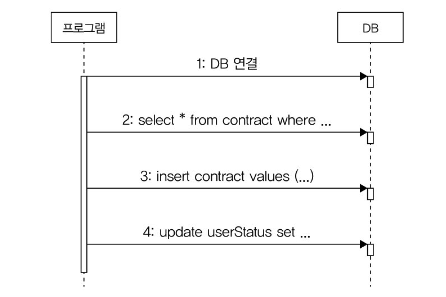 프로그램
DB
1: DB 연결
2: select * from contract where ...
3: insert contract values (...)
4: update userStatus set ...